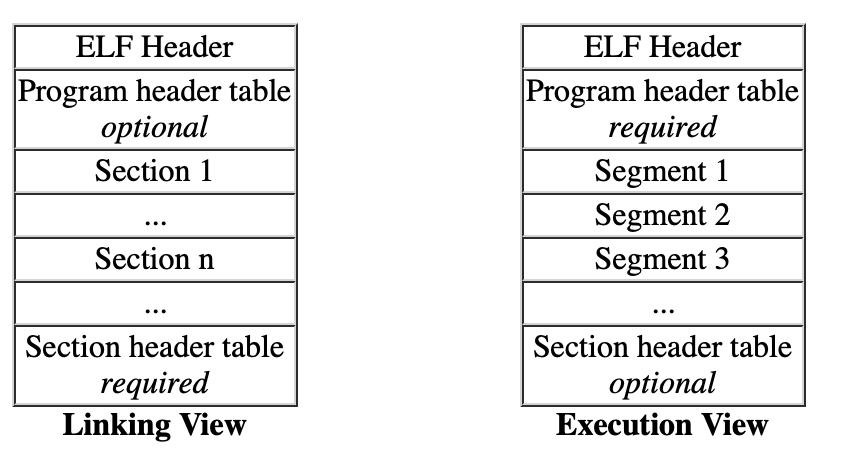 ELF Header
Program header table
optional
Section 1
...
Section n
...
Section header table
required
Linking View
ELF Header
Program header table
required
Segment 1
Segment 2
Segment 3
...
Section header table
optional
Execution View